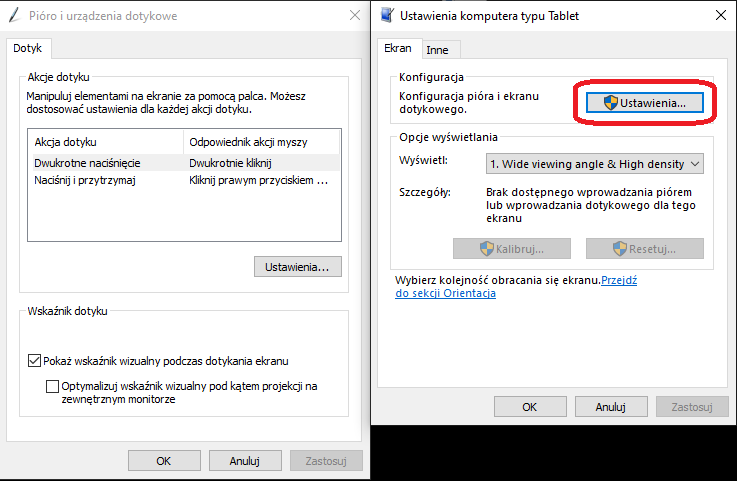 Pióro i urządzenia dotykowe
Dotyk
Akcje dotyku
Manipuluj elementami na ekranie za pomocą palca. Możesz
dostosować ustawienia dla każdej akcji dotyku.
Akcja dotyku
Odpowiednik akcji myszy
Dwukrotne naciśnięcie
Dwukrotnie kliknij
Naciśnij i przytrzymaj
Kliknij prawym przyciskiem ...
Ustawienia...
Wskaźnik dotyku
Pokaż wskaźnik wizualny podczas dotykania ekranu
Optymalizuj wskaźnik wizualny pod kątem projekcji na
zewnętrznym monitorze
OK
Anuluj
Zastosuj
Ustawienia komputera typu Tablet
Ekran
Inne
Konfiguracja
Konfiguracja pióra i ekranu
dotykowego.
Ustawienia...
Opcje wyświetlania
Wyświetl:
1. Wide viewing angle & High density
Szczegóły:
Brak dostępnego wprowadzania piórem
lub wprowadzania dotykowego dla tego
ekranu
Kalibruj...
Resetuj...
Wybierz kolejność obracania się ekranu.Przejdź
do sekcji Orientacja
OK
Anuluj
Zastosuj